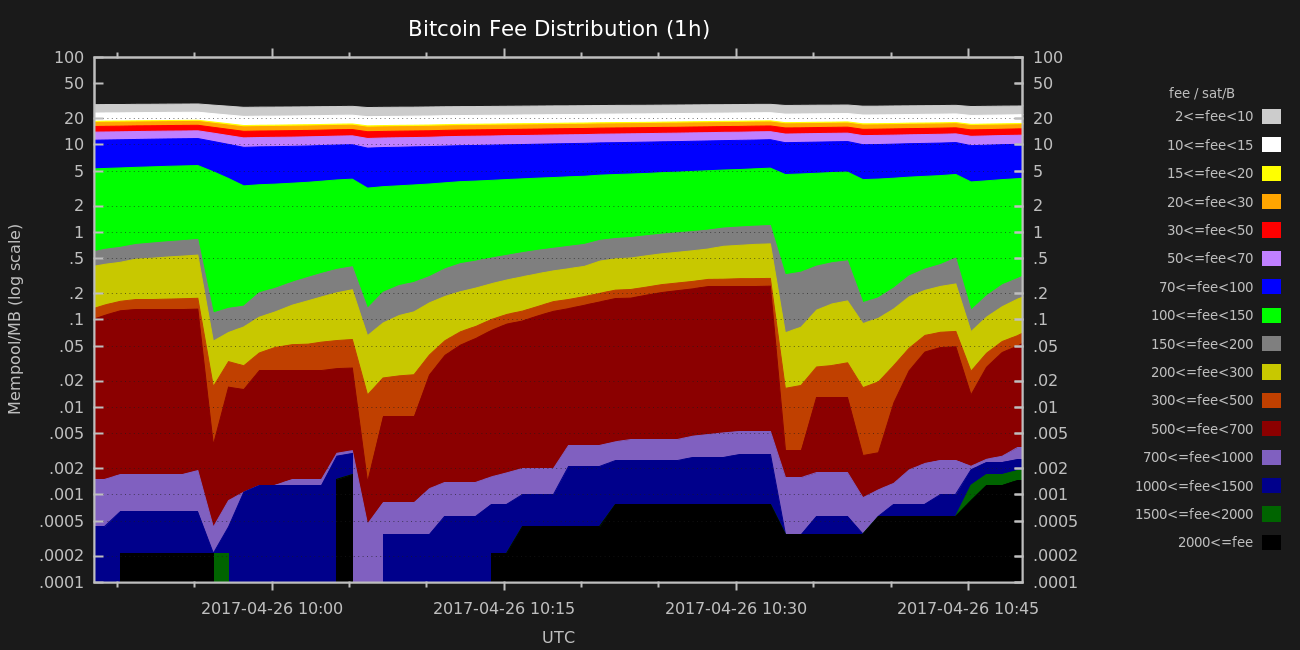 Bitcoin Fee Distribution (1h)
Mempool/MB (log scale)
100
50
20
10
5
2
1
.5
.2
.1
.05
.02
.01
.005
.002
.001
.0005
.0002
.0001
100
50
20
10
5
2
1
.5
.2
.1
.05
.02
.01
.005
.002
.001
.0005
.0002
.0001
2017-04-26 10:00
2017-04-26 10:15
2017-04-26 10:30
2017-04-26 10:45
UTC
fee / sat/B
2<=fee<10
10<=fee<15
15<=fee<20
20<=fee<30
30<=fee<50
50<=fee<70
70<=fee<100
100<=fee<150
150<=fee<200
200<=fee<300
300<=fee<500
500<=fee<700
700<=fee<1000
1000<=fee<1500
1500<=fee<2000
2000<=fee